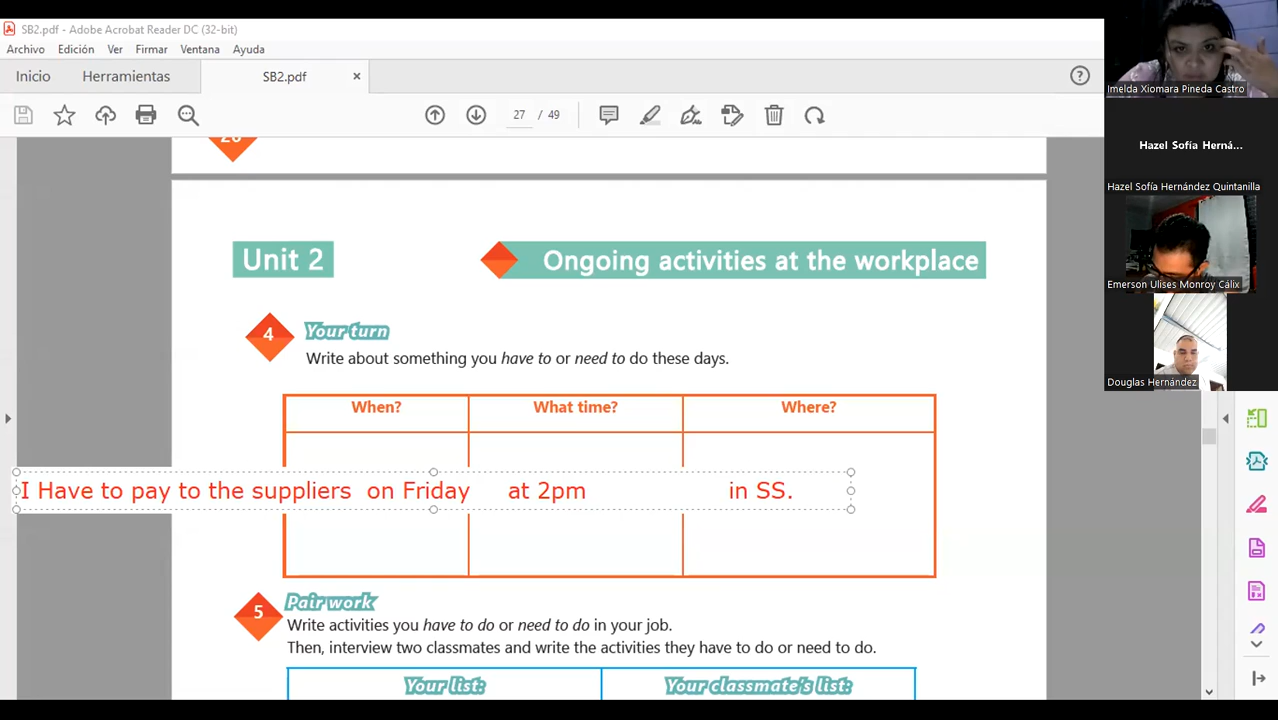 SB2.pdf - Adobe Acrobat Reader DC (32-bit)
Archivo Edición Ver Firmar Ventana Ayuda
Inicio Herramientas SB2.pdf ×
27 / 49
Unit 2 Ongoing activities at the workplace
4 Your turn
Write about something you have to or need to do these days.
When? What time? Where?
I Have to pay to the suppliers on Friday at 2pm in SS.
5 Pair work
Write activities you have to do or need to do in your job.
Then, interview two classmates and write the activities they have to do or need to do.
Your list: Your classmate's list:
Imelda Xiomara Pineda Castro
Hazel Sofía Herná...
Hazel Sofía Hernández Quintanilla
Emerson Ulises Monroy Cálix
Douglas Hernández